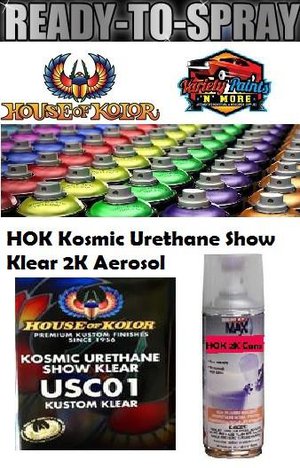 READY-TO-SPRAY
HOUSE OF KOLOR
Variety Paints
N' MORE
HOK Kosmic Urethane Show
Klear 2K Aerosol
HOUSE OF KOLOR
PREMIUM KUSTOM FINISHES
SINCE 1956
KOSMIC URETHANE
SHOW KLEAR
USC01
KUSTOM KLEAR
MAX
HOK 2K